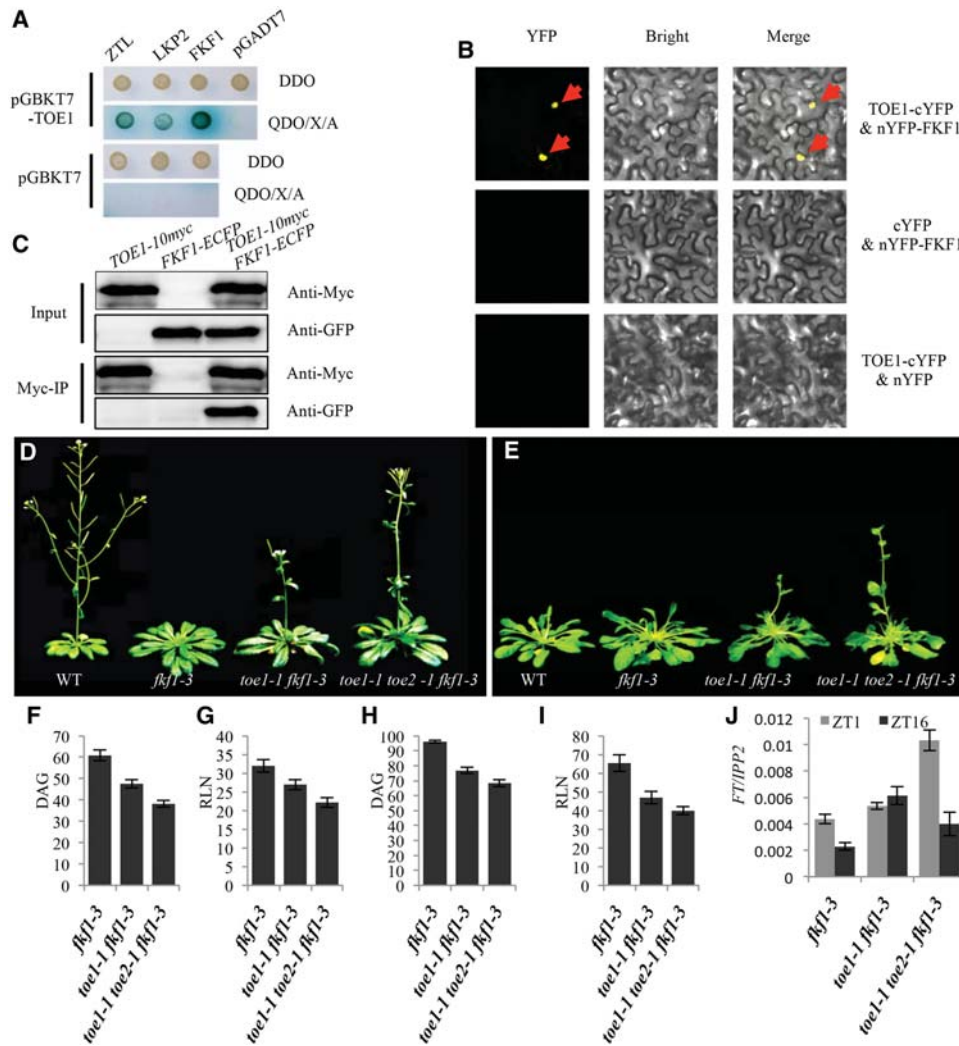 A
ZTL
LKP2
FKF1
pGADT7
pGBKT7
-TOE1
DDO
QDO/X/A
pGBKT7
DDO
QDO/X/A
B
YFP
Bright
Merge
TOE1-cYFP
& nYFP-FKF1
cYFP
& nYFP-FKF1
TOE1-cYFP
& nYFP
C
TOE1-10myc
FKF1-ECFP
TOE1-10myc
FKF1-ECFP
Input
Anti-Myc
Anti-GFP
Myc-IP
Anti-Myc
Anti-GFP
D
WT
fkf1-3
toe1-1 fkf1-3
toe1-1 toe2 -1 fkf1-3
E
WT
fkf1-3
toe1-1 fkf1-3
toe1-1 toe2 -1 fkf1-3
F
DAG
70
60
50
40
30
20
10
0
fkf1-3
toe1-1 fkf1-3
toe1-1 toe2-1 fkf1-3
G
RLN
40
35
30
25
20
15
10
5
0
fkf1-3
toe1-1 fkf1-3
toe1-1 toe2-1 fkf1-3
H
DAG
100
90
80
70
60
50
40
30
20
10
0
fkf1-3
toe1-1 fkf1-3
toe1-1 toe2-1 fkf1-3
I
RLN
80
70
60
50
40
30
20
10
0
fkf1-3
toe1-1 fkf1-3
toe1-1 toe2-1 fkf1-3
J
ZT1
ZT16
FT/IPP2
0.012
0.01
0.008
0.006
0.004
0.002
0
fkf1-3
toe1-1 fkf1-3
toe1-1 toe2-1 fkf1-3